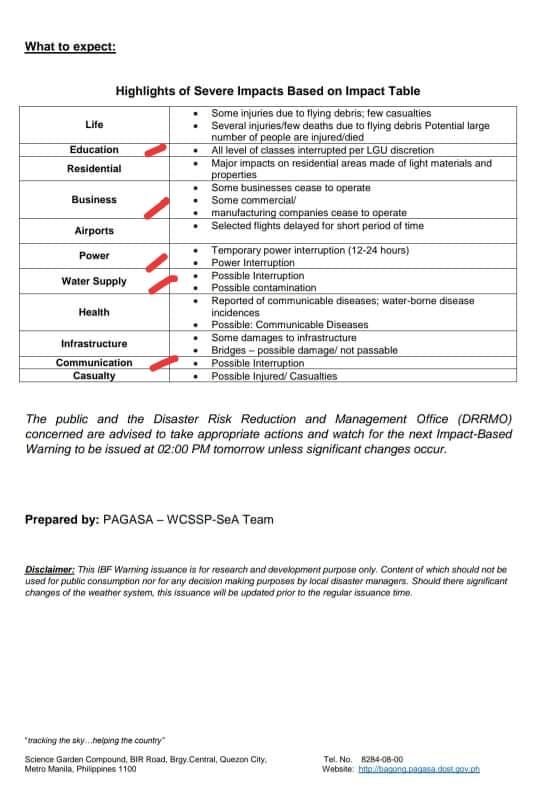 What to expect:
Highlights of Severe Impacts Based on Impact Table
Life
• Some injuries due to flying debris; few casualties
• Several injuries/few deaths due to flying debris Potential large
number of people are injured/died
Education
• All level of classes interrupted per LGU discretion
Residential
• Major impacts on residential areas made of light materials and
properties
Business
• Some businesses cease to operate
• Some commercial/
• manufacturing companies cease to operate
Airports
• Selected flights delayed for short period of time
Power
• Temporary power interruption (12-24 hours)
• Power Interruption
Water Supply
• Possible Interruption
• Possible contamination
Health
• Reported of communicable diseases; water-borne disease
incidences
• Possible: Communicable Diseases
Infrastructure
• Some damages to infrastructure
• Bridges – possible damage/ not passable
Communication
• Possible Interruption
Casualty
• Possible Injured/ Casualties
The public and the Disaster Risk Reduction and Management Office (DRRMO)
concerned are advised to take appropriate actions and watch for the next Impact-Based
Warning to be issued at 02:00 PM tomorrow unless significant changes occur.
Prepared by: PAGASA – WCSSP-SeA Team
Disclaimer: This IBF Warning issuance is for research and development purpose only. Content of which should not be
used for public consumption nor for any decision making purposes by local disaster managers. Should there significant
changes of the weather system, this issuance will be updated prior to the regular issuance time.
"tracking the sky…helping the country"
Science Garden Compound, BIR Road, Brgy.Central, Quezon City,
Metro Manila, Philippines 1100
Tel. No. 8284-08-00
Website: http://bagong.pagasa.dost.gov.ph